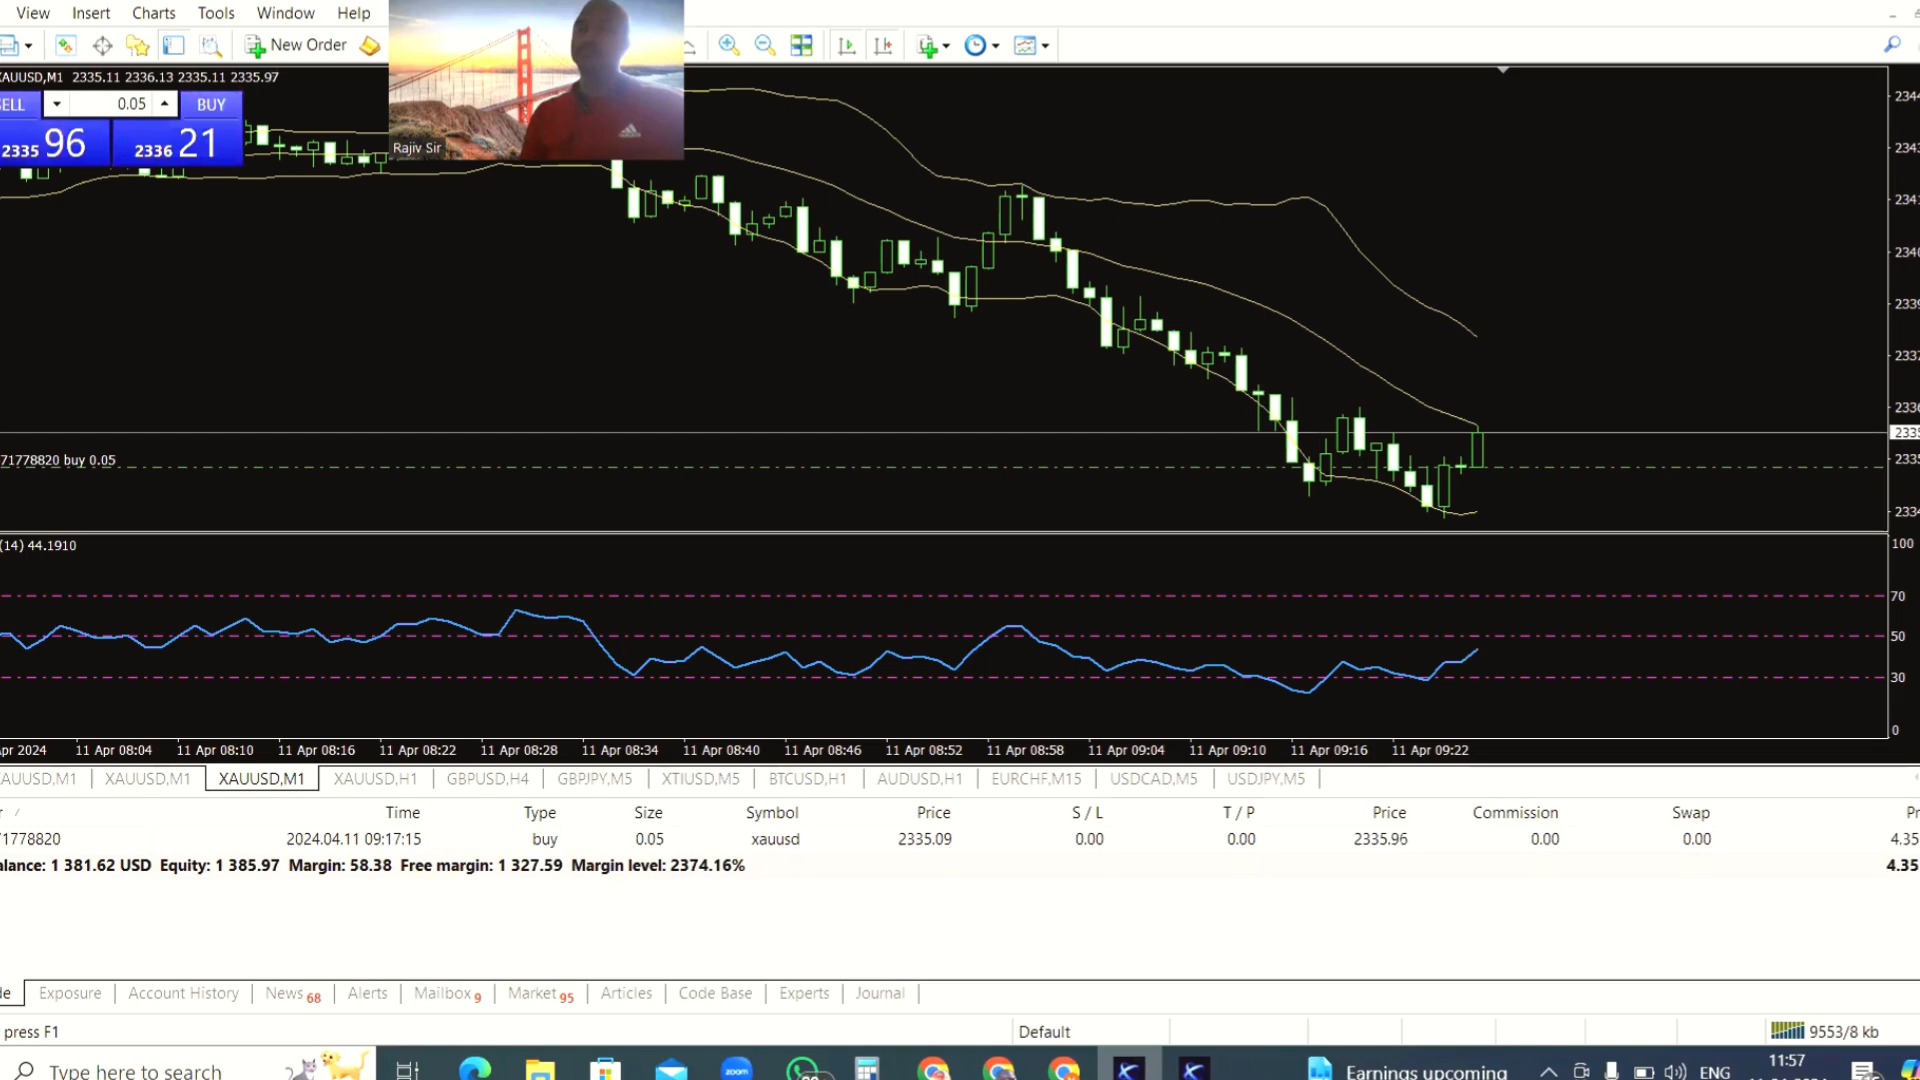 View Insert Charts Tools Window Help
New Order
XAUUSD,M1 2335.11 2336.13 2335.11 2335.97
SELL 0.05 BUY
2335 96 2336 21
Rajiv Sir
71778820 buy 0.05
(14) 44.1910
100
70
50
30
0
Apr 2024 11 Apr 08:04 11 Apr 08:10 11 Apr 08:16 11 Apr 08:22 11 Apr 08:28 11 Apr 08:34 11 Apr 08:40 11 Apr 08:46 11 Apr 08:52 11 Apr 08:58 11 Apr 09:04 11 Apr 09:10 11 Apr 09:16 11 Apr 09:22
XAUUSD,M1 XAUUSD,M1 XAUUSD,M1 XAUUSD,H1 GBPUSD,H4 GBPJPY,M5 XTIUSD,M5 BTCUSD,H1 AUDUSD,H1 EURCHF,M15 USDCAD,M5 USDJPY,M5
Time Type Size Symbol Price S / L T / P Price Commission Swap
71778820 2024.04.11 09:17:15 buy 0.05 xauusd 2335.09 0.00 0.00 2335.96 0.00 0.00 4.35
alance: 1 381.62 USD Equity: 1 385.97 Margin: 58.38 Free margin: 1 327.59 Margin level: 2374.16% 4.35
de Exposure Account History News 68 Alerts Mailbox 9 Market 95 Articles Code Base Experts Journal
press F1 Default 9553/8 kb
Type here to search zoom Earnings upcoming ENG 11:57